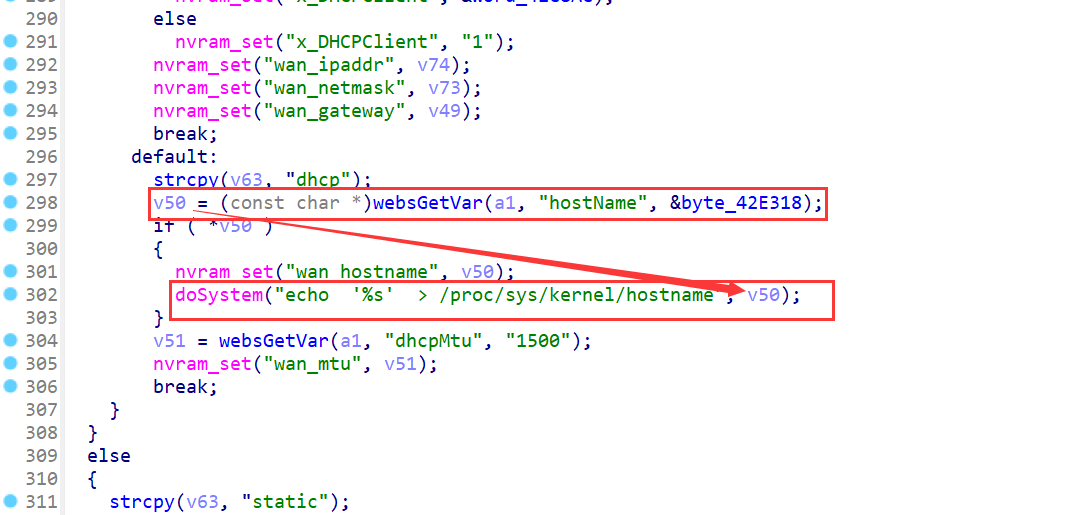 290 else
291 nvram_set("x_DHCPClient", "1");
292 nvram_set("wan_ipaddr", v74);
293 nvram_set("wan_netmask", v73);
294 nvram_set("wan_gateway", v49);
295 break;
296 default:
297 strcpy(v63, "dhcp");
298 v50 = (const char *)websGetVar(a1, "hostName", &byte_42E318);
299 if ( *v50 )
300 {
301 nvram_set("wan_hostname", v50);
302 doSystem("echo  '%s'  > /proc/sys/kernel/hostname", v50);
303 }
304 v51 = websGetVar(a1, "dhcpMtu", "1500");
305 nvram_set("wan_mtu", v51);
306 break;
307 }
308 }
309 else
310 {
311 strcpy(v63, "static");